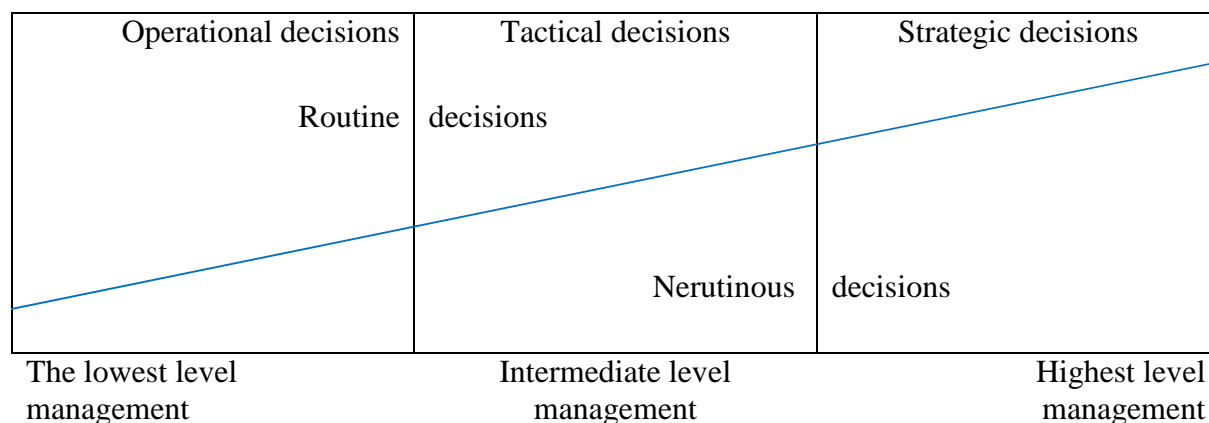 Operational decisions Tactical decisions Strategic decisions
Routine decisions
Nerutinous decisions
The lowest level management
Intermediate level management
Highest level management